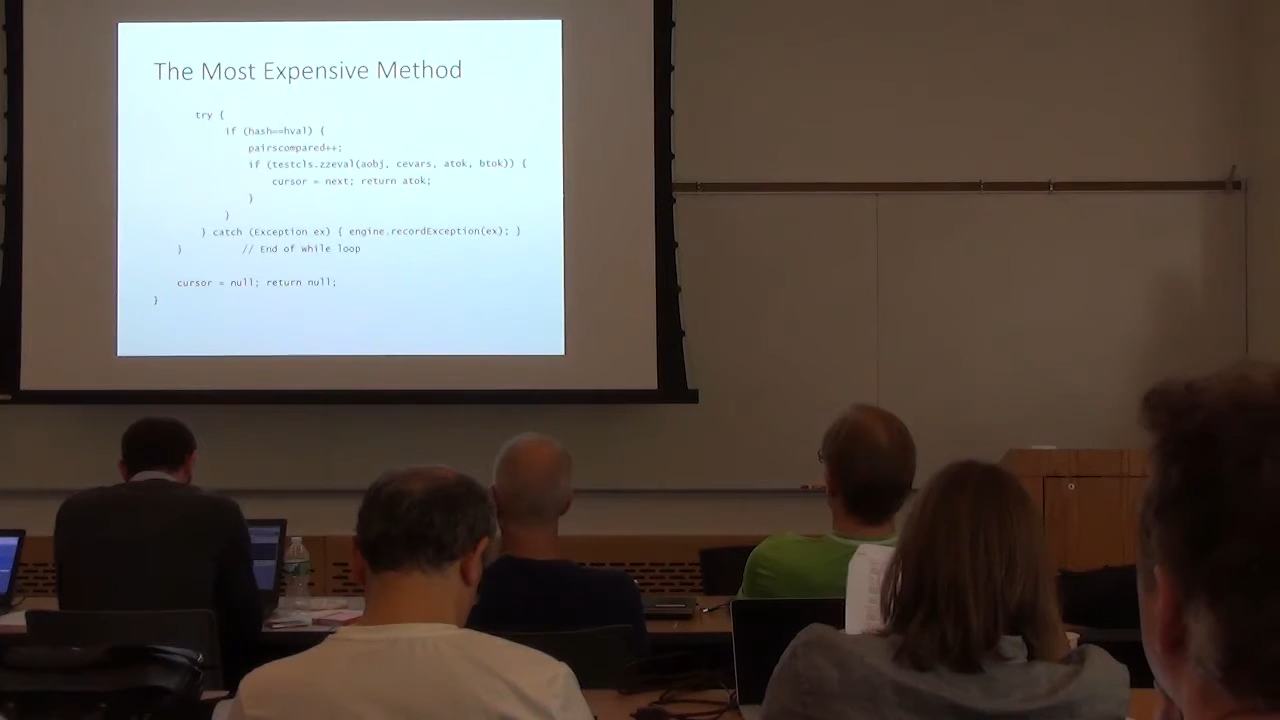 The Most Expensive Method
try {
if (hash==hval) {
pairscompared++;
if (testcls.zzeval(aobj, cevars, atok, btok)) {
cursor = next; return atok;
}
}
} catch (Exception ex) { engine.recordException(ex); }
} // End of while loop
cursor = null; return null;
}